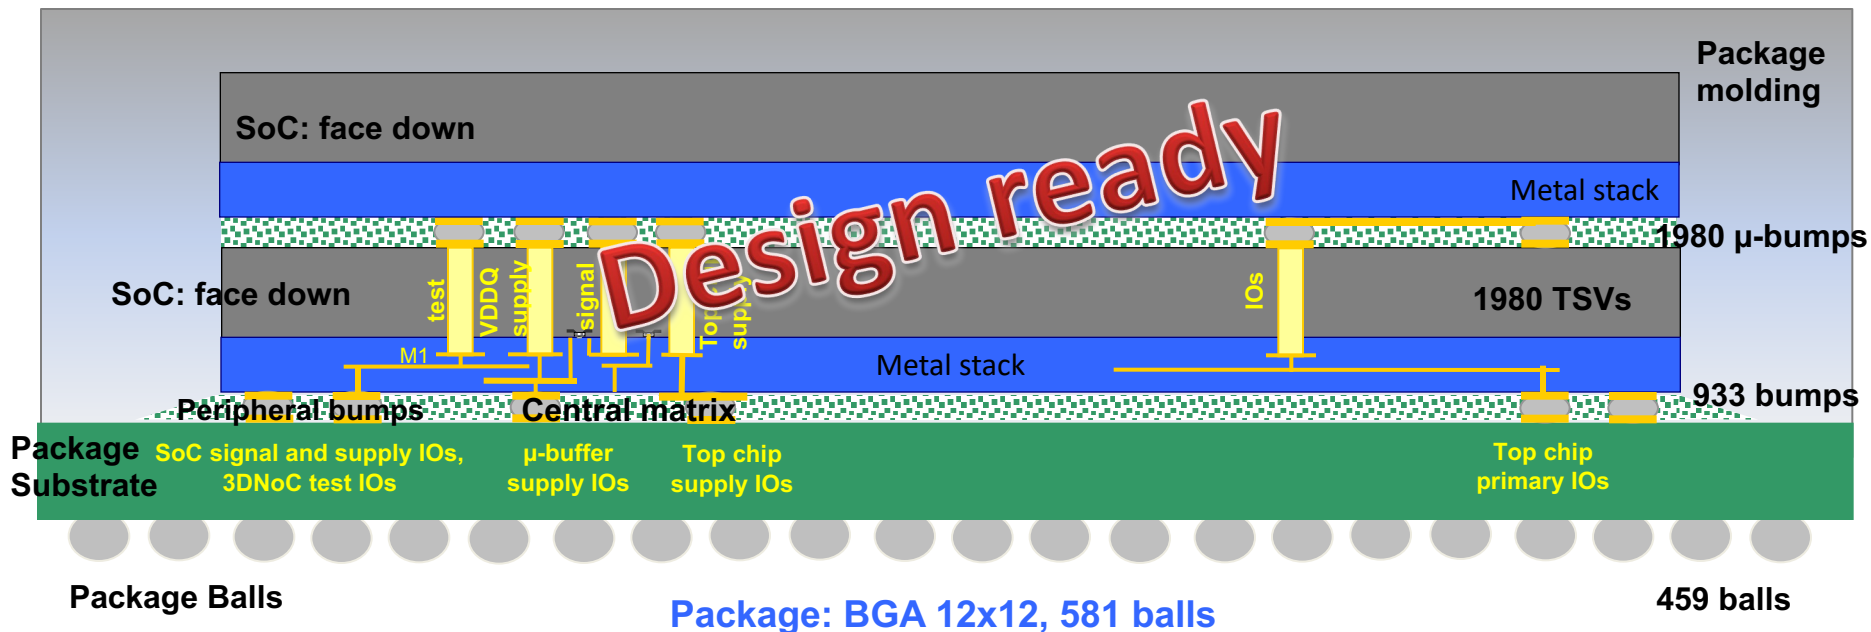 Package
molding
SoC: face down
Metal stack
1980 µ-bumps
Design ready
SoC: face down
test
VDDQ
supply
signal
supply
IOs
1980 TSVs
M1
Metal stack
933 bumps
Peripheral bumps
Central matrix
Package
Substrate
SoC signal and supply IOs,
3DNoC test IOs
µ-buffer
supply IOs
Top chip
supply IOs
Top chip
primary IOs
Package Balls
459 balls
Package: BGA 12x12, 581 balls